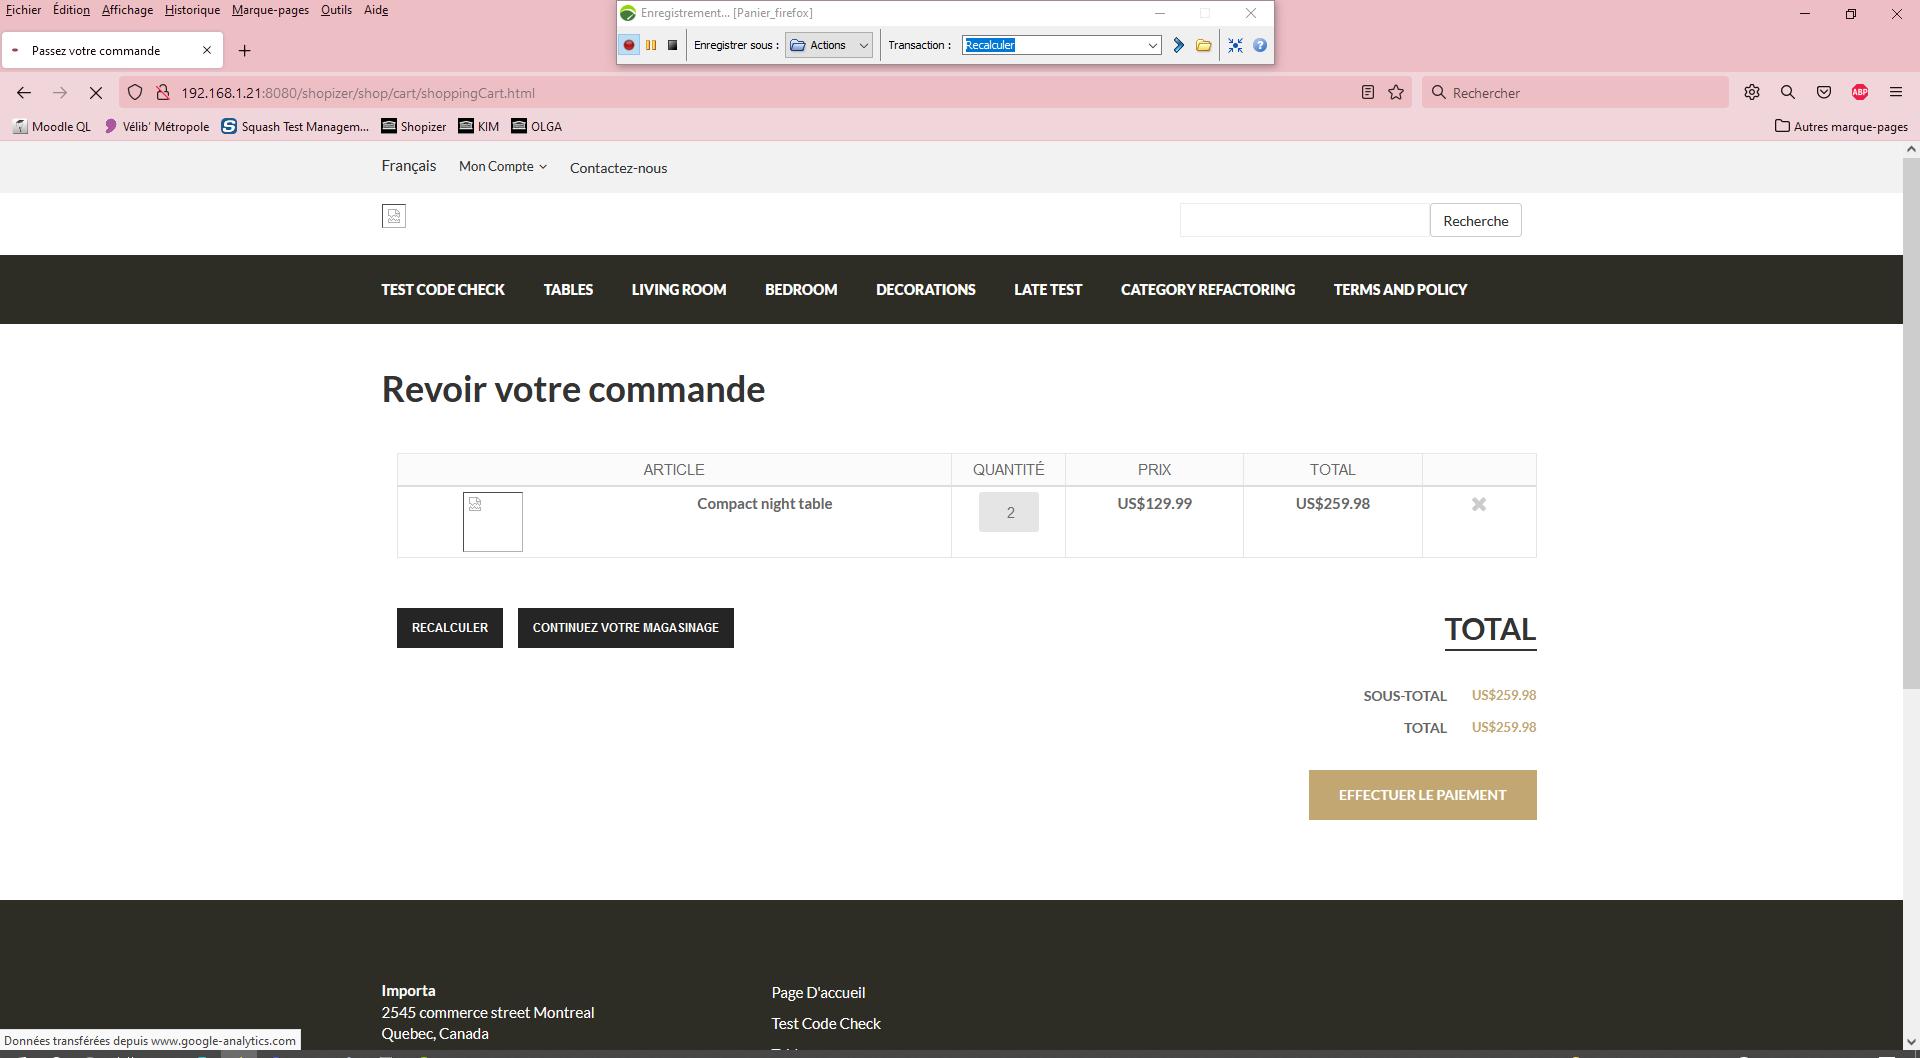 Fichier Édition Affichage Historique Marque-pages Outils Aide
Enregistrement... [Panier_firefox]
Passez votre commande
Enregistrer sous : Actions Transaction : Recalculer
192.168.1.21:8080/shopizer/shop/cart/shoppingCart.html
Rechercher
ABP
Moodle QL Vélib' Métropole Squash Test Managem... Shopizer KIM OLGA Autres marque-pages
Français Mon Compte Contactez-nous
Recherche
TEST CODE CHECK TABLES LIVING ROOM BEDROOM DECORATIONS LATE TEST CATEGORY REFACTORING TERMS AND POLICY
Revoir votre commande
ARTICLE QUANTITÉ PRIX TOTAL
Compact night table 2 US$129.99 US$259.98
RECALCULER CONTINUEZ VOTRE MAGASINAGE
TOTAL
SOUS-TOTAL US$259.98
TOTAL US$259.98
EFFECTUER LE PAIEMENT
Importa
2545 commerce street Montreal
Quebec, Canada
Page D'accueil
Test Code Check
Données transférées depuis www.google-analytics.com